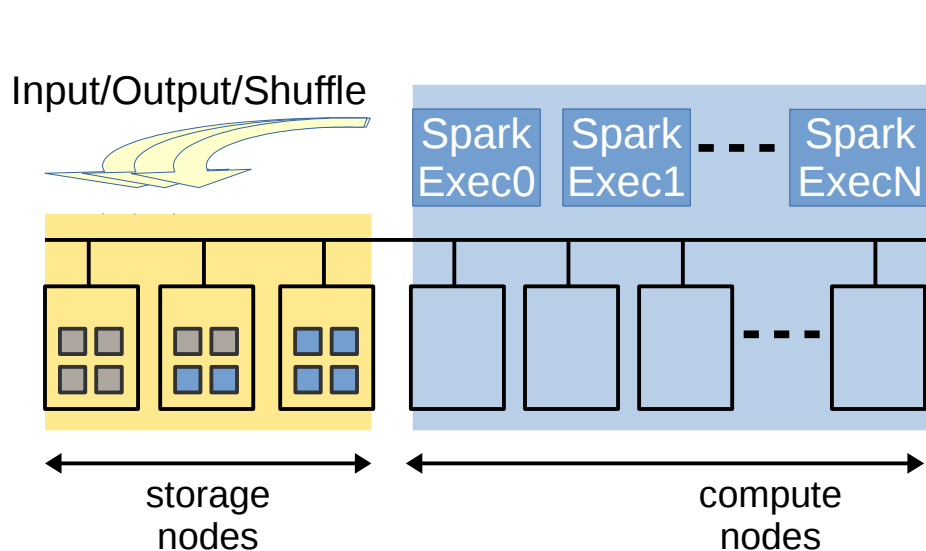 Input/Output/Shuffle
Spark
Exec0
Spark
Exec1
Spark
ExecN
storage
nodes
compute
nodes